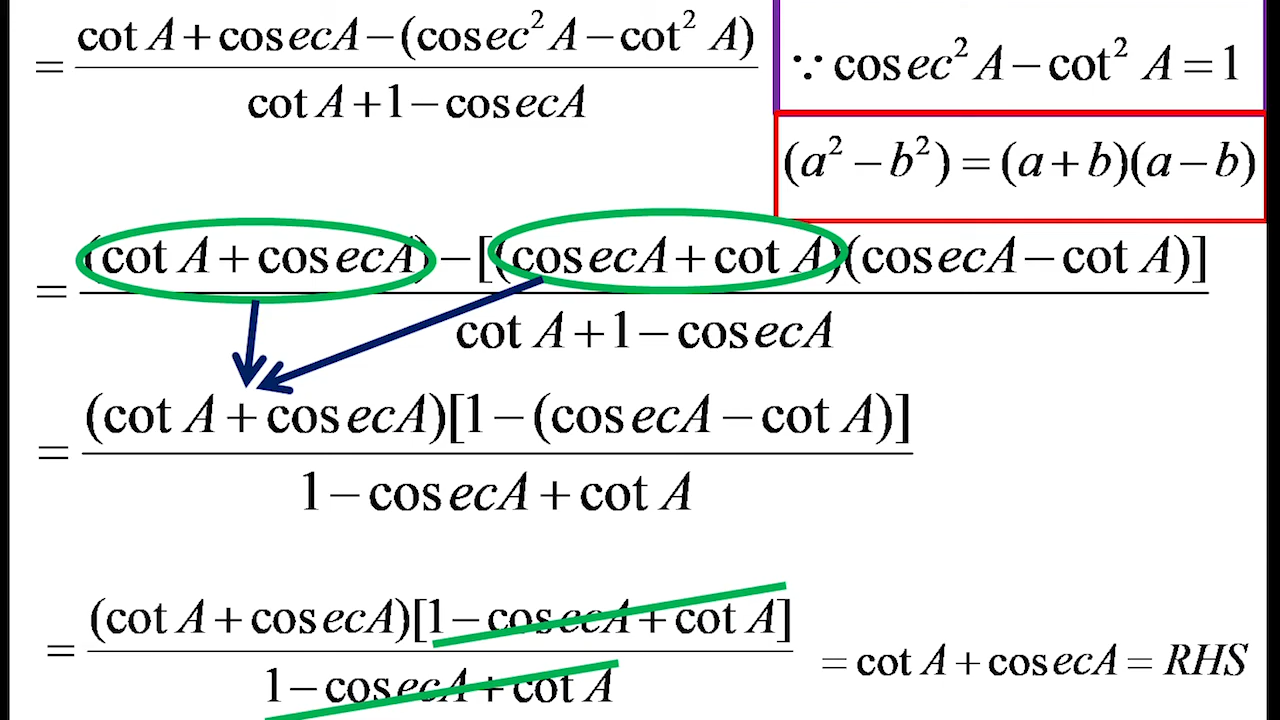 = (cot A + cosecA − (cosec² A − cot² A)) / (cot A + 1 − cosecA)
∵ cosec² A − cot² A = 1
(a² − b²) = (a + b)(a − b)
= ((cot A + cosecA) − [(cosecA + cot A)(cosecA − cot A)]) / (cot A + 1 − cosecA)
= ((cot A + cosecA)[1 − (cosecA − cot A)]) / (1 − cosecA + cot A)
= ((cot A + cosecA)[1 − cosecA + cot A]) / (1 − cosecA + cot A)
= cot A + cosecA = RHS